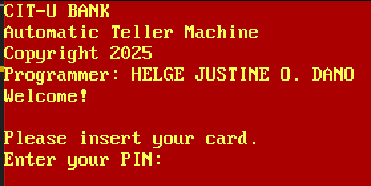 CIT-U BANK
Automatic Teller Machine
Copyright 2025
Programmer: HELGE JUSTINE O. DANO
Welcome!
Please insert your card.
Enter your PIN: